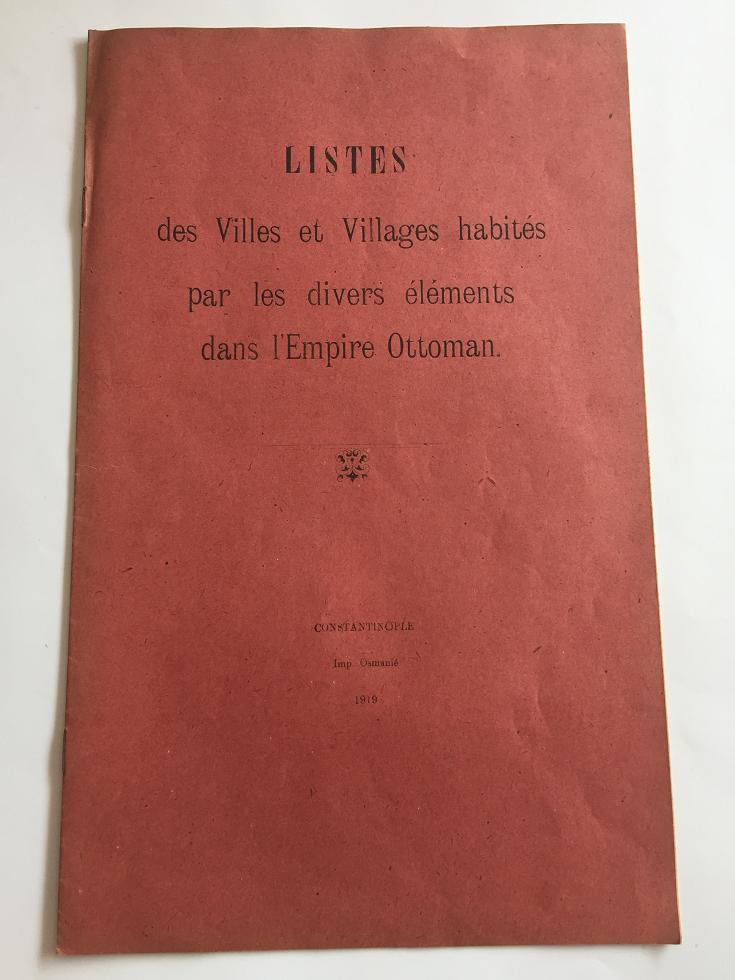 LISTES
des Villes et Villages habités
par les divers éléments
dans l'Empire Ottoman.
CONSTANTINOPLE
Imp. Osmanié
1919